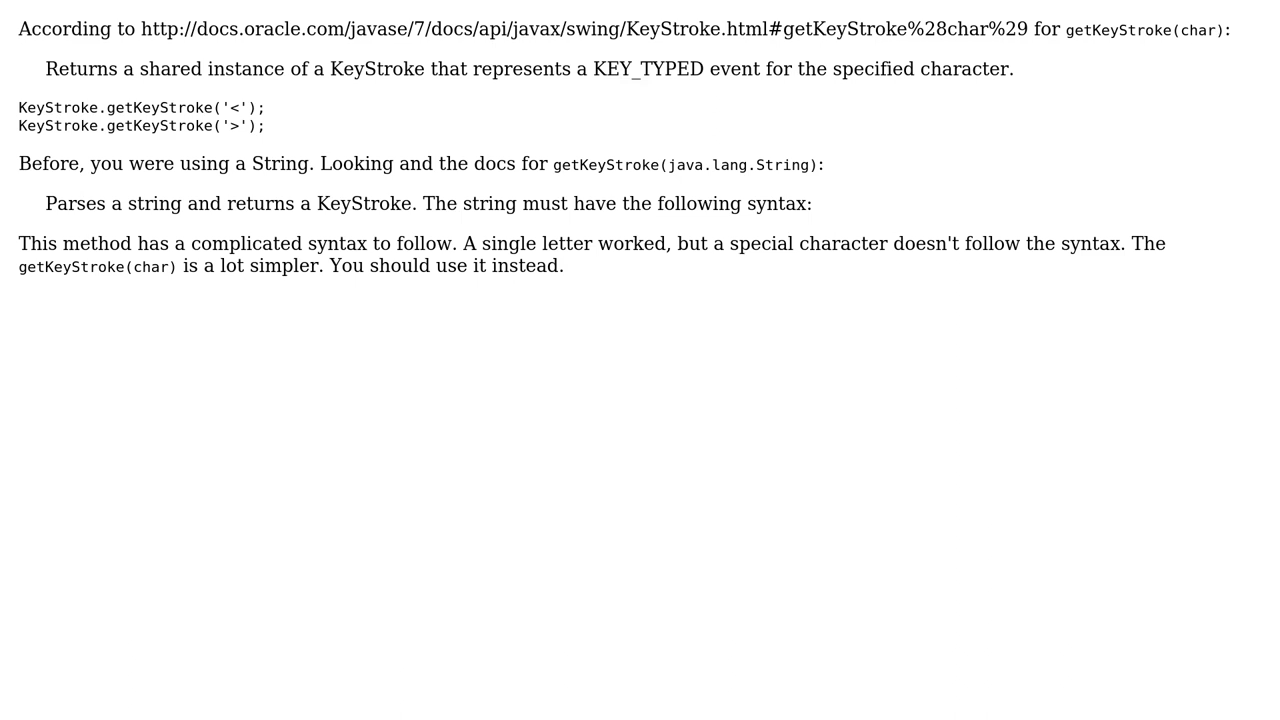 According to http://docs.oracle.com/javase/7/docs/api/javax/swing/KeyStroke.html#getKeyStroke%28char%29 for getKeyStroke(char):
Returns a shared instance of a KeyStroke that represents a KEY_TYPED event for the specified character.
KeyStroke.getKeyStroke('<');
KeyStroke.getKeyStroke('>');
Before, you were using a String. Looking and the docs for getKeyStroke(java.lang.String):
Parses a string and returns a KeyStroke. The string must have the following syntax:
This method has a complicated syntax to follow. A single letter worked, but a special character doesn't follow the syntax. The
getKeyStroke(char) is a lot simpler. You should use it instead.